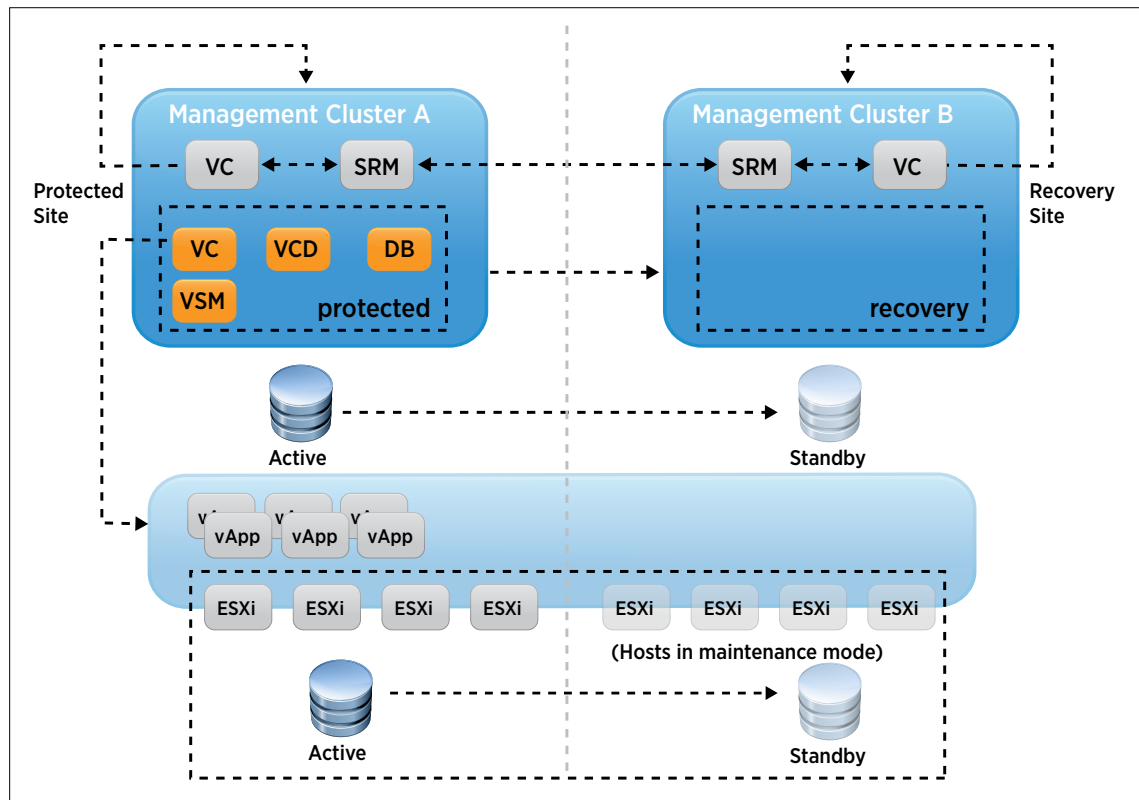 Management Cluster A
Management Cluster B
VC
SRM
SRM
VC
Protected
Site
Recovery
Site
VC
VCD
DB
VSM
protected
recovery
Active
Standby
vApp
vApp
vApp
ESXi
ESXi
ESXi
ESXi
ESXi
ESXi
ESXi
ESXi
(Hosts in maintenance mode)
Active
Standby